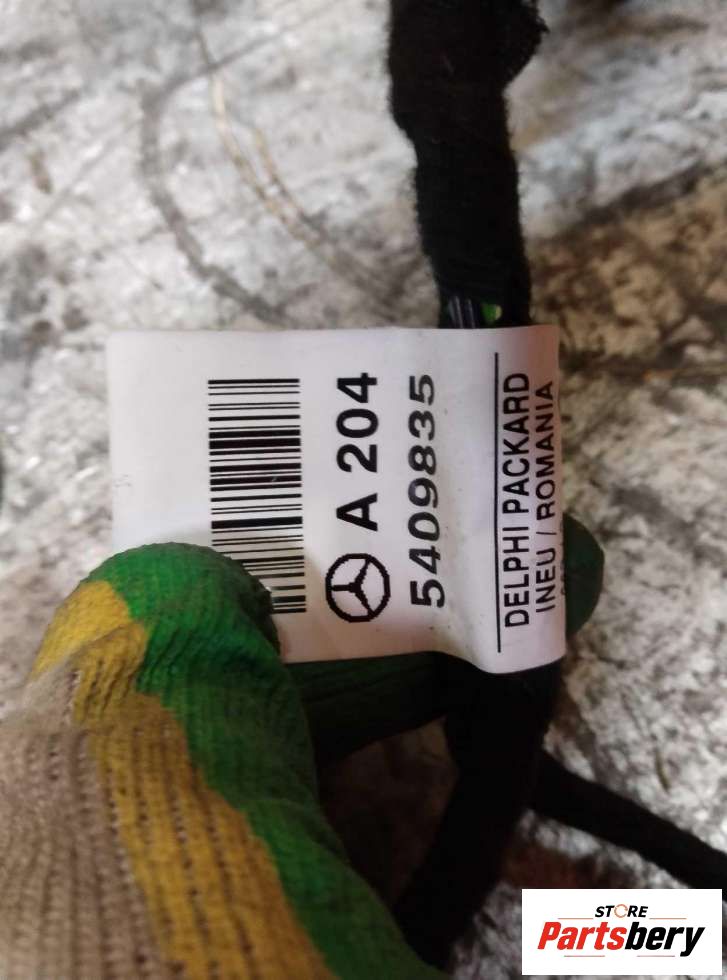 A 204
5409835
DELPHI PACKARD
INEU / ROMANIA
STORE
Partsbery